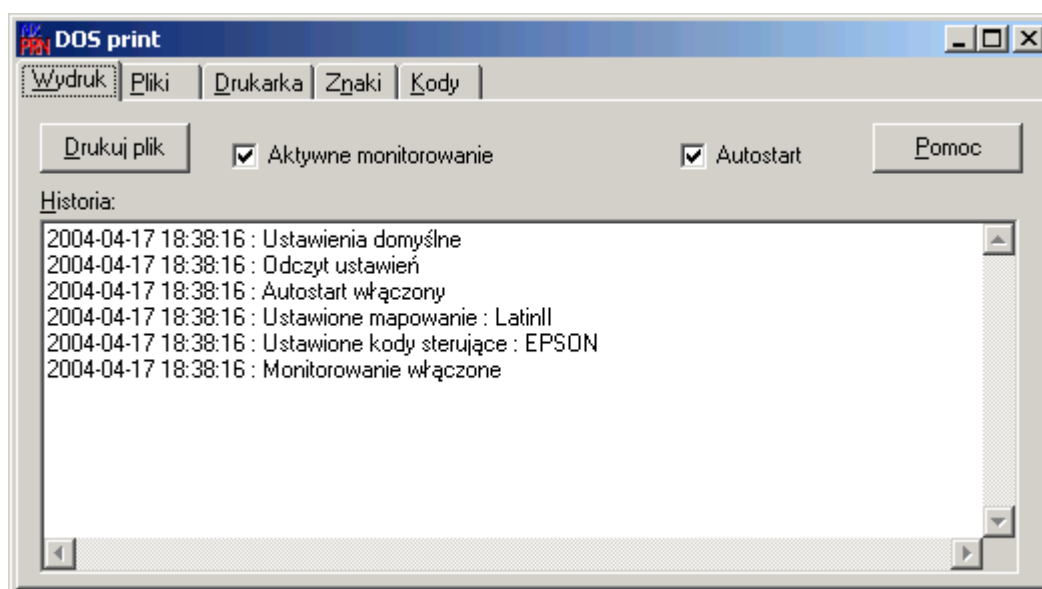 DOS print
Wydruk Pliki Drukarka Znaki Kody
Drukuj plik Aktywne monitorowanie Autostart Pomoc
Historia:
2004-04-17 18:38:16 : Ustawienia domyślne
2004-04-17 18:38:16 : Odczyt ustawień
2004-04-17 18:38:16 : Autostart włączony
2004-04-17 18:38:16 : Ustawione mapowanie : LatinII
2004-04-17 18:38:16 : Ustawione kody sterujące : EPSON
2004-04-17 18:38:16 : Monitorowanie włączone